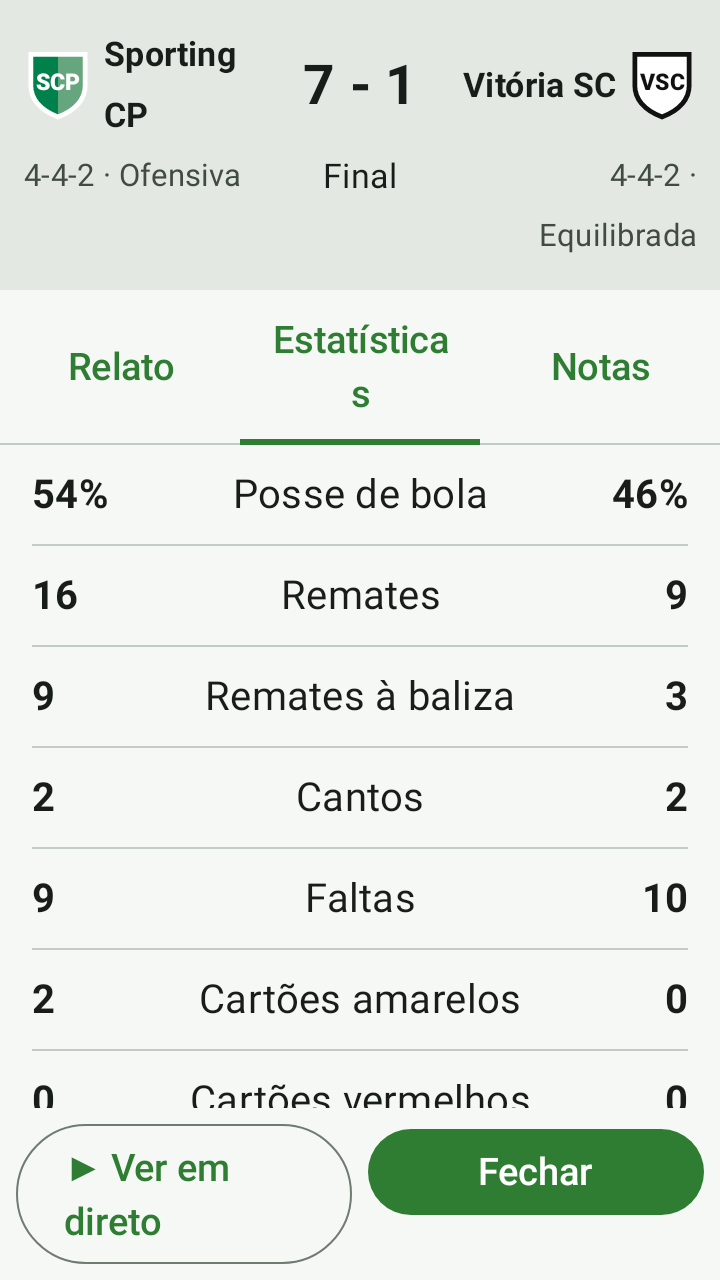 SCP
Sporting
CP
7 - 1
Vitória SC
VSC
4-4-2 · Ofensiva
Final
4-4-2 ·
Equilibrada
Relato
Estatística
s
Notas
54% Posse de bola 46%
16 Remates 9
9 Remates à baliza 3
2 Cantos 2
9 Faltas 10
2 Cartões amarelos 0
0 Cartões vermelhos 0
► Ver em
direto
Fechar